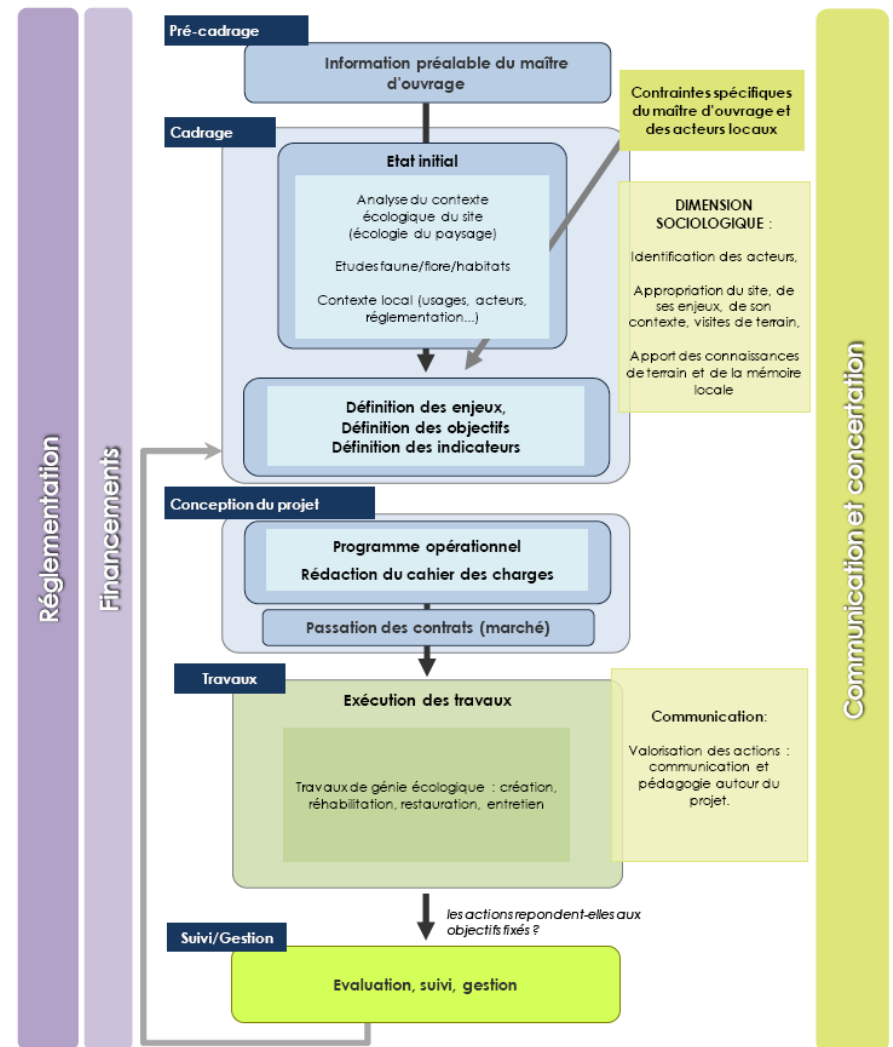 Pré-cadrage
Information préalable du maître
d'ouvrage
Contraintes spécifiques
du maître d'ouvrage et
des acteurs locaux
Cadrage
Etat initial
Analyse du contexte
écologique du site
(écologie du paysage)
Etudes faune/flore/habitats
Contexte local (usages, acteurs,
réglementation...)
DIMENSION
SOCIOLOGIQUE :
Identification des acteurs,
Appropriation du site, de
ses enjeux, de son
contexte, visites de terrain,
Apport des connaissances
de terrain et de la mémoire
locale
Définition des enjeux,
Définition des objectifs
Définition des indicateurs
Conception du projet
Programme opérationnel
Rédaction du cahier des charges
Passation des contrats (marché)
Travaux
Exécution des travaux
Travaux de génie écologique : création,
réhabilitation, restauration, entretien
Communication:
Valorisation des actions :
communication et
pédagogie autour du
projet.
les actions repondent-elles aux
objectifs fixés ?
Suivi/Gestion
Evaluation, suivi, gestion
Réglementation
Financements
Communication et concertation